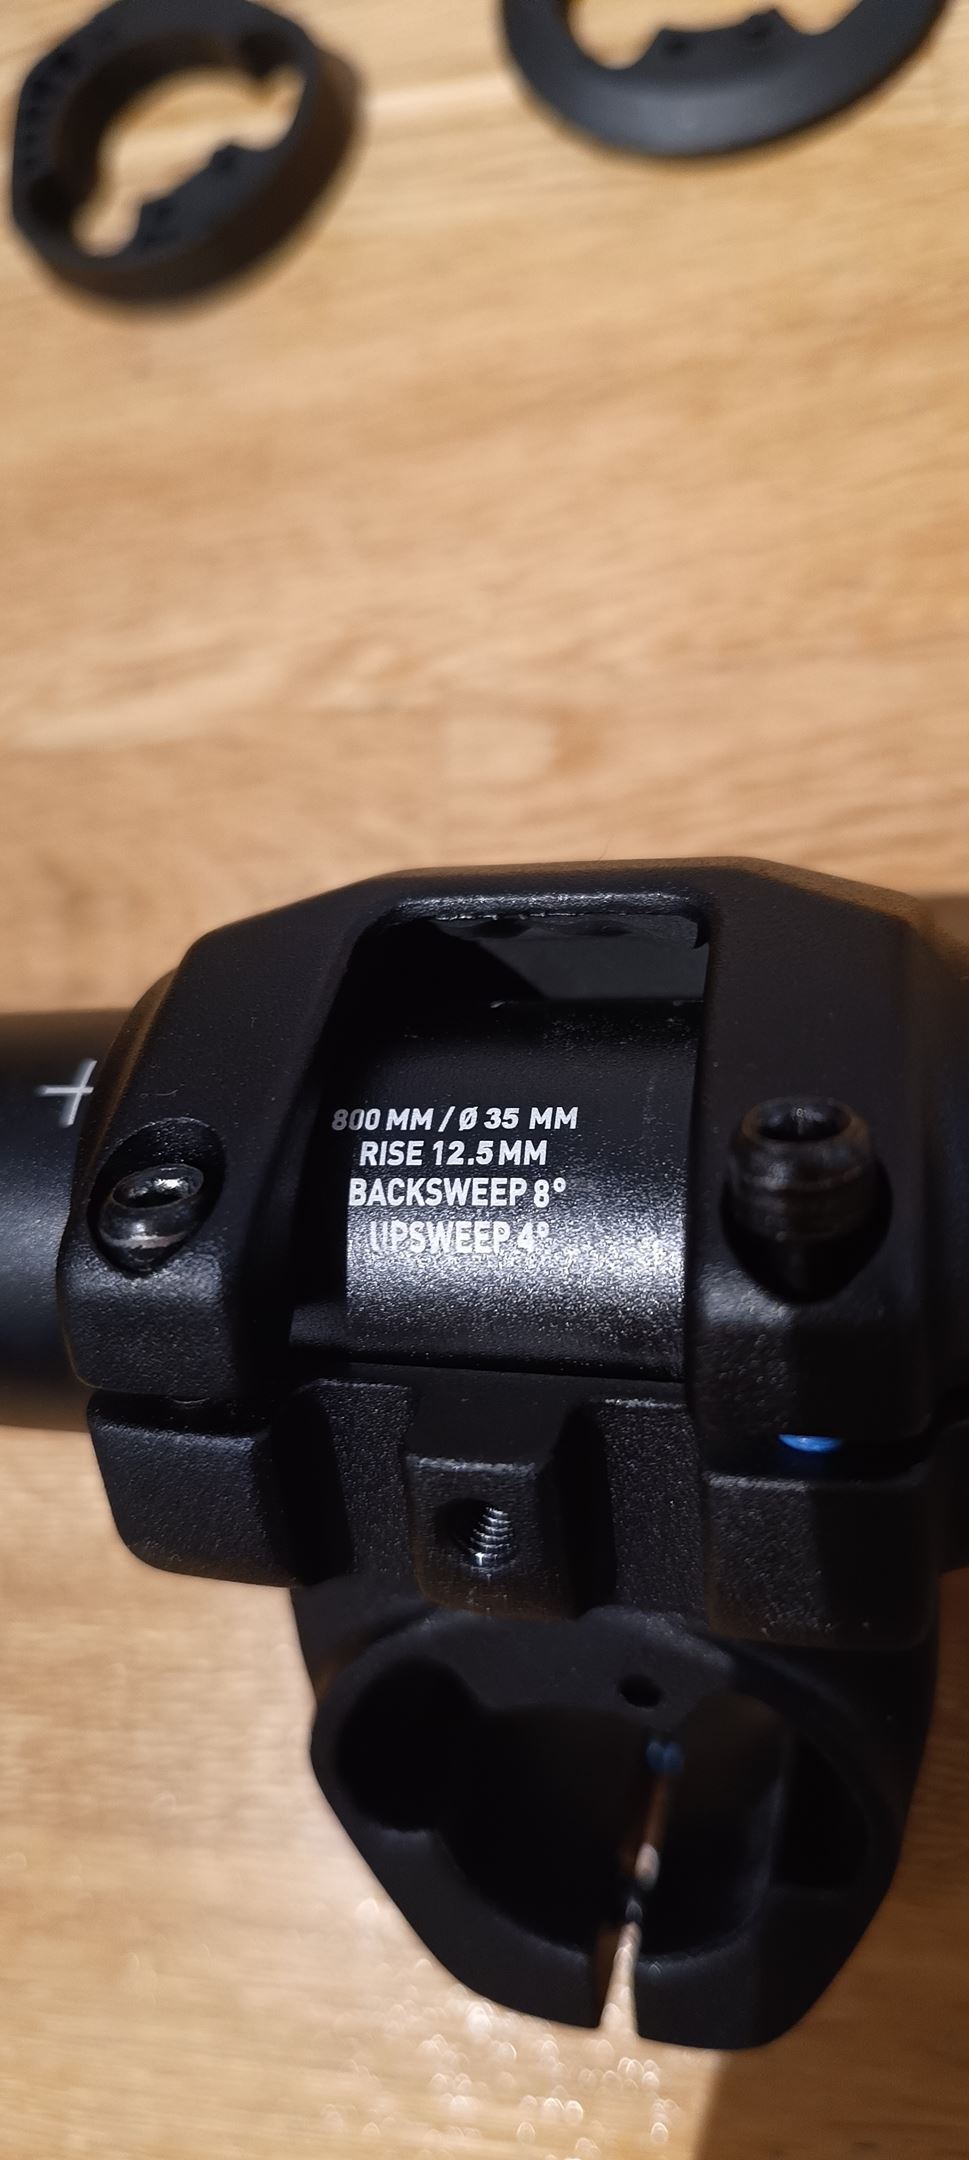 800 MM / Ø 35 MM
RISE 12.5 MM
BACKSWEEP 8°
UPSWEEP 4°